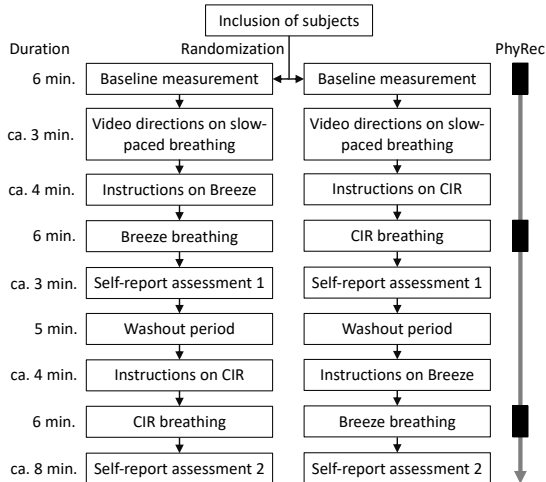 Inclusion of subjects
Duration
Randomization
PhyRec
6 min.
Baseline measurement
Baseline measurement
ca. 3 min.
Video directions on slow-
paced breathing
Video directions on slow-
paced breathing
ca. 4 min.
Instructions on Breeze
Instructions on CIR
6 min.
Breeze breathing
CIR breathing
ca. 3 min.
Self-report assessment 1
Self-report assessment 1
5 min.
Washout period
Washout period
ca. 4 min.
Instructions on CIR
Instructions on Breeze
6 min.
CIR breathing
Breeze breathing
ca. 8 min.
Self-report assessment 2
Self-report assessment 2